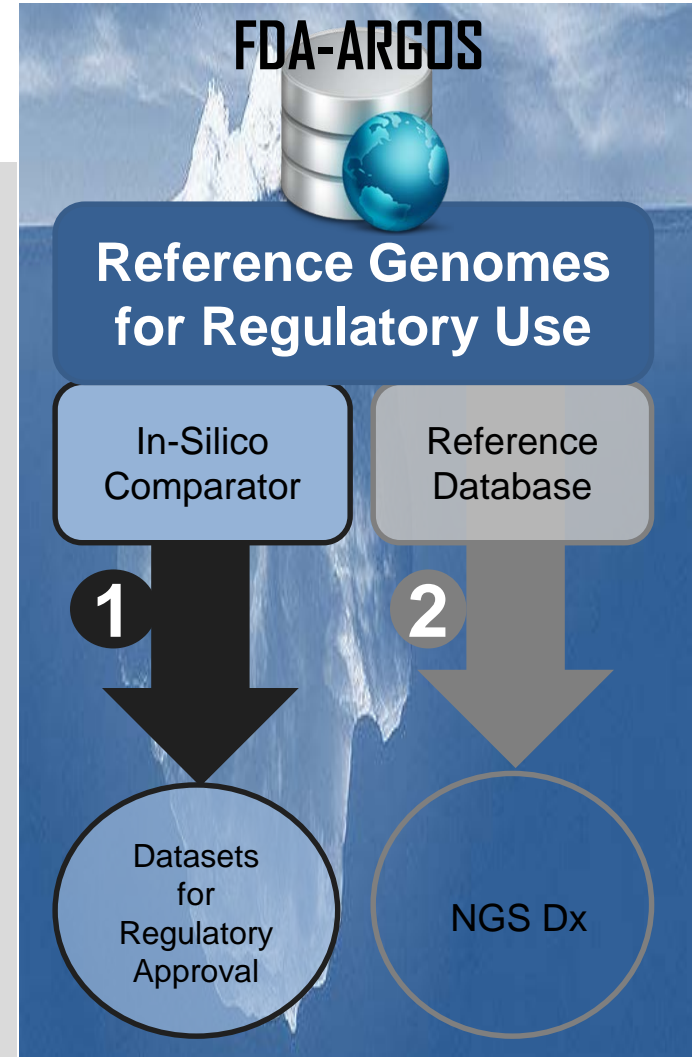 FDA-ARGOS
Reference Genomes
for Regulatory Use
In-Silico
Comparator
Reference
Database
1
2
Datasets
for
Regulatory
Approval
NGS Dx